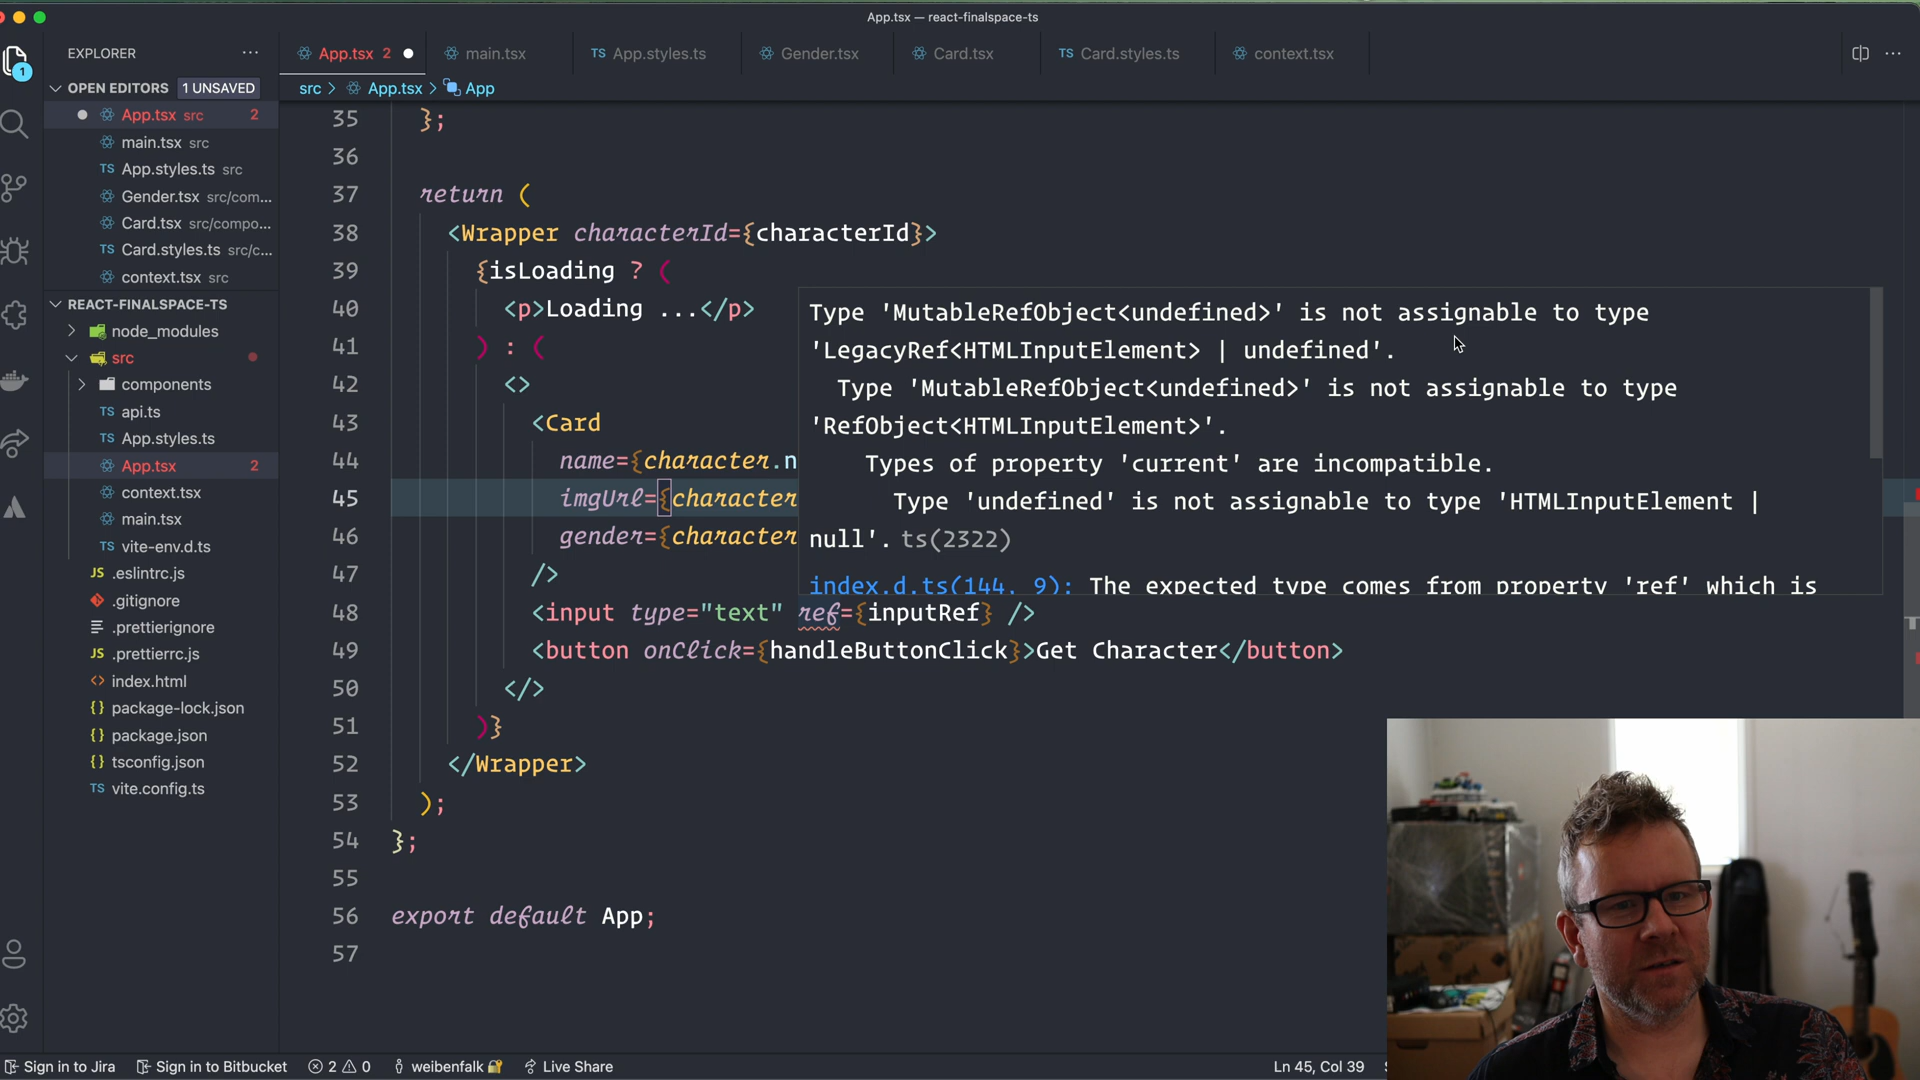 App.tsx — react-finalspace-ts
EXPLORER
App.tsx 2
main.tsx
TS App.styles.ts
Gender.tsx
Card.tsx
TS Card.styles.ts
context.tsx
OPEN EDITORS 1 UNSAVED
App.tsx src 2
main.tsx src
TS App.styles.ts src
Gender.tsx src/com...
Card.tsx src/compo...
TS Card.styles.ts src/c...
context.tsx src
REACT-FINALSPACE-TS
node_modules
src
components
TS api.ts
TS App.styles.ts
App.tsx 2
context.tsx
main.tsx
TS vite-env.d.ts
JS .eslintrc.js
.gitignore
.prettierignore
JS .prettierrc.js
<> index.html
{} package-lock.json
{} package.json
{} tsconfig.json
TS vite.config.ts
1
src > App.tsx > App
35 };
36
37 return (
38 <Wrapper characterId={characterId}>
39 {isLoading ? (
40 <p>Loading ...</p>
41 ) : (
42 <>
43 <Card
44 name={character.n
45 imgUrl={character
46 gender={character
47 />
48 <input type="text" ref={inputRef} />
49 <button onClick={handleButtonClick}>Get Character</button>
50 </>
51 )}
52 </Wrapper>
53 );
54 };
55
56 export default App;
57
Type 'MutableRefObject<undefined>' is not assignable to type
'LegacyRef<HTMLInputElement> | undefined'.
Type 'MutableRefObject<undefined>' is not assignable to type
'RefObject<HTMLInputElement>'.
Types of property 'current' are incompatible.
Type 'undefined' is not assignable to type 'HTMLInputElement |
null'. ts(2322)
index.d.ts(144, 9): The expected type comes from property 'ref' which is
Sign in to Jira Sign in to Bitbucket 2 0 weibenfalk Live Share Ln 45, Col 39